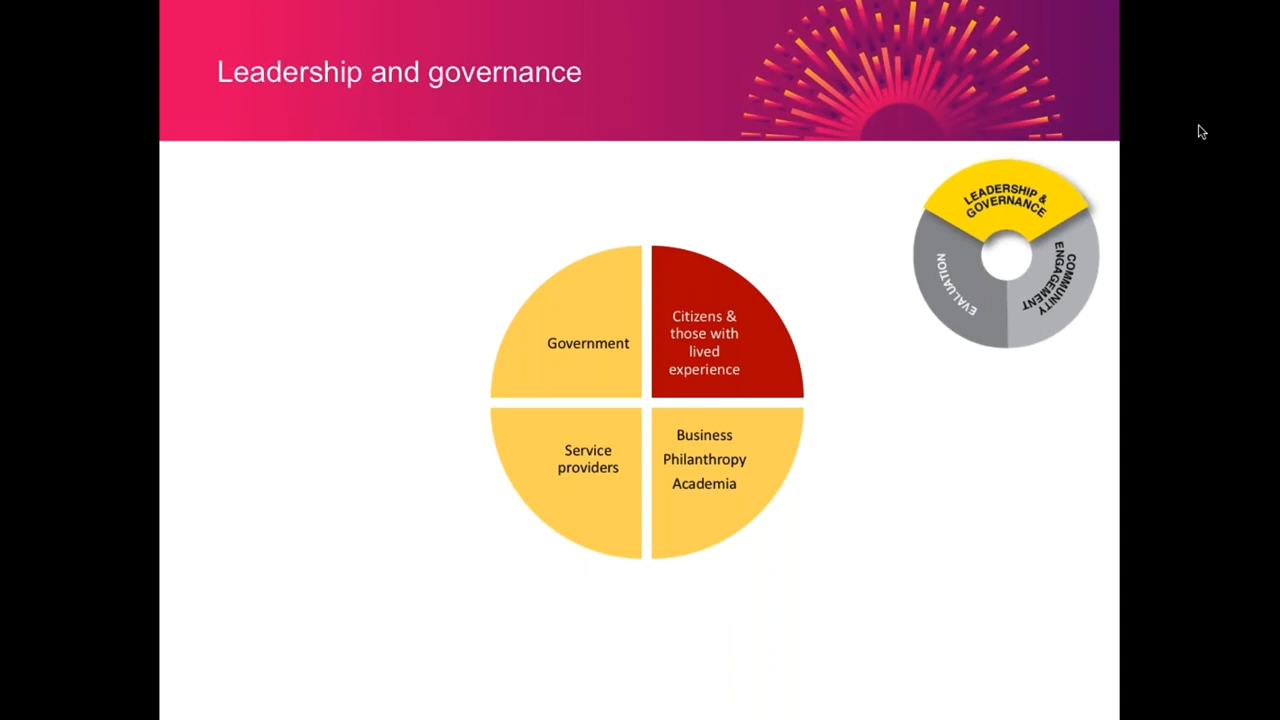 Leadership and governance
LEADERSHIP &
GOVERNANCE
COMMUNITY
ENGAGEMENT
EVALUATION
Government
Citizens &
those with
lived
experience
Service
providers
Business
Philanthropy
Academia